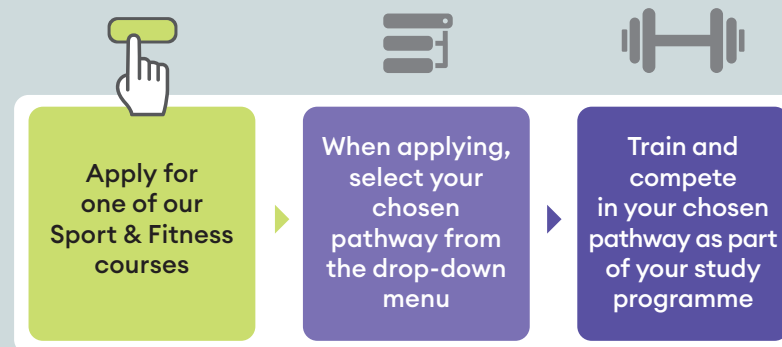 Apply for
one of our
Sport & Fitness
courses
When applying,
select your
chosen
pathway from
the drop-down
menu
Train and
compete
in your chosen
pathway as part
of your study
programme